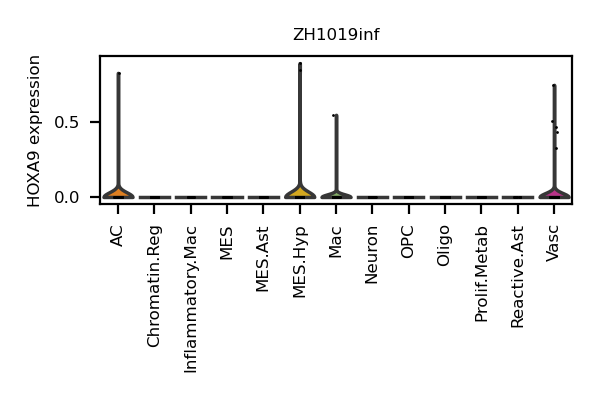 ZH1019inf
HOXA9 expression
0.5
0.0
AC
Chromatin.Reg
Inflammatory.Mac
MES
MES.Ast
MES.Hyp
Mac
Neuron
OPC
Oligo
Prolif.Metab
Reactive.Ast
Vasc